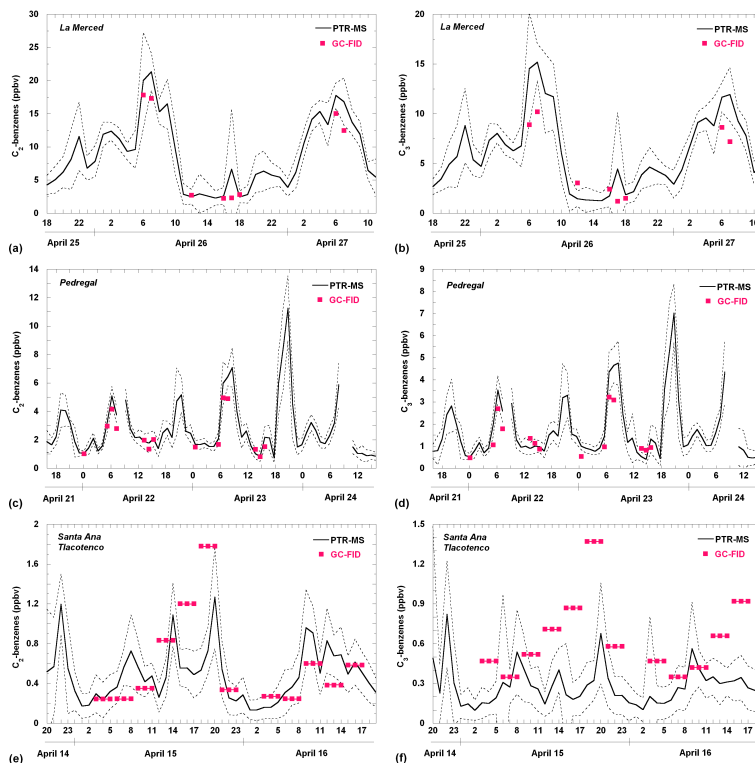 La Merced
PTR-MS
GC-FID
C2-benzenes (ppbv)
30
25
20
15
10
5
0
18 22 2 6 10 14 18 22 2 6 10
(a)
April 25 April 26 April 27
La Merced
PTR-MS
GC-FID
C3-benzenes (ppbv)
20
15
10
5
0
18 22 2 6 10 14 18 22 2 6 10
(b)
April 25 April 26 April 27
Pedregal
PTR-MS
GC-FID
C2-benzenes (ppbv)
14
12
10
8
6
4
2
0
18 0 6 12 18 0 6 12 18 0 6 12
(c)
April 21 April 22 April 23 April 24
Pedregal
PTR-MS
GC-FID
C3-benzenes (ppbv)
9
8
7
6
5
4
3
2
1
0
18 0 6 12 18 0 6 12 18 0 6 12
(d)
April 21 April 22 April 23 April 24
Santa Ana
Tlacotenco
PTR-MS
GC-FID
C2-benzenes (ppbv)
2
1.6
1.2
0.8
0.4
0
20 23 2 5 8 11 14 17 20 23 2 5 8 11 14 17
(e)
April 14 April 15 April 16
Santa Ana
Tlacotenco
PTR-MS
GC-FID
C3-benzenes (ppbv)
1.5
1.2
0.9
0.6
0.3
0
20 23 2 5 8 11 14 17 20 23 2 5 8 11 14 17
(f)
April 14 April 15 April 16